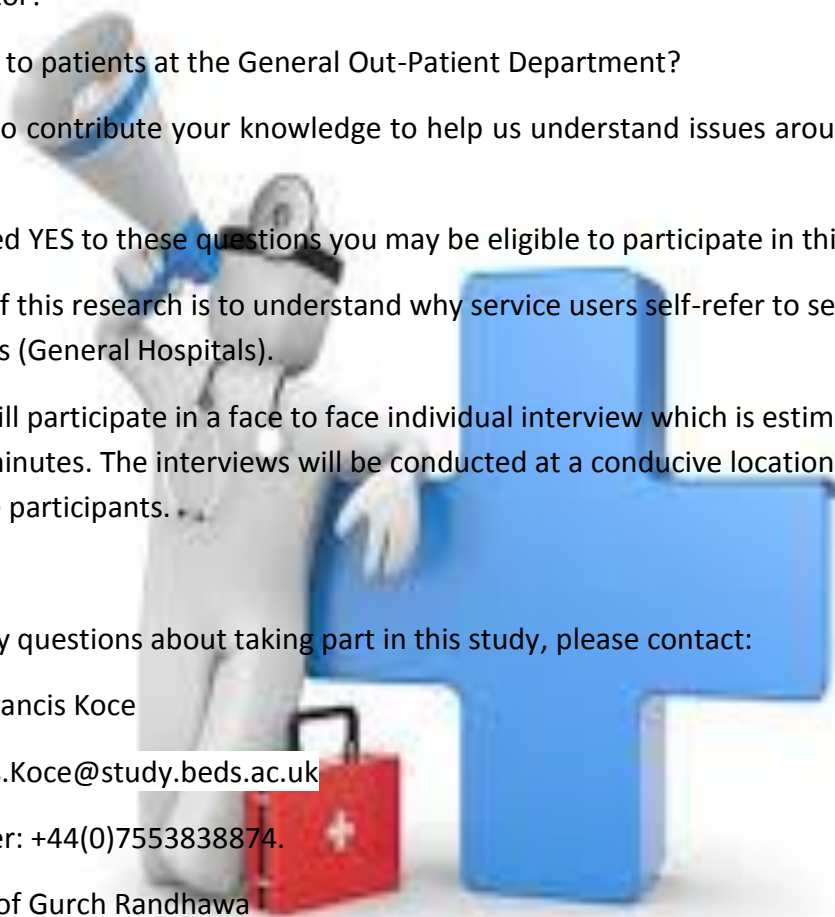 to patients at the General Out-Patient Department?
o contribute your knowledge to help us understand issues arou
ed YES to these questions you may be eligible to participate in thi
f this research is to understand why service users self-refer to se
s (General Hospitals).
ill participate in a face to face individual interview which is estim
ninutes. The interviews will be conducted at a conducive location
participants.
y questions about taking part in this study, please contact:
ancis Koce
.Koce@study.beds.ac.uk
er: +44(0)7553838874.
of Gurch Randhawa